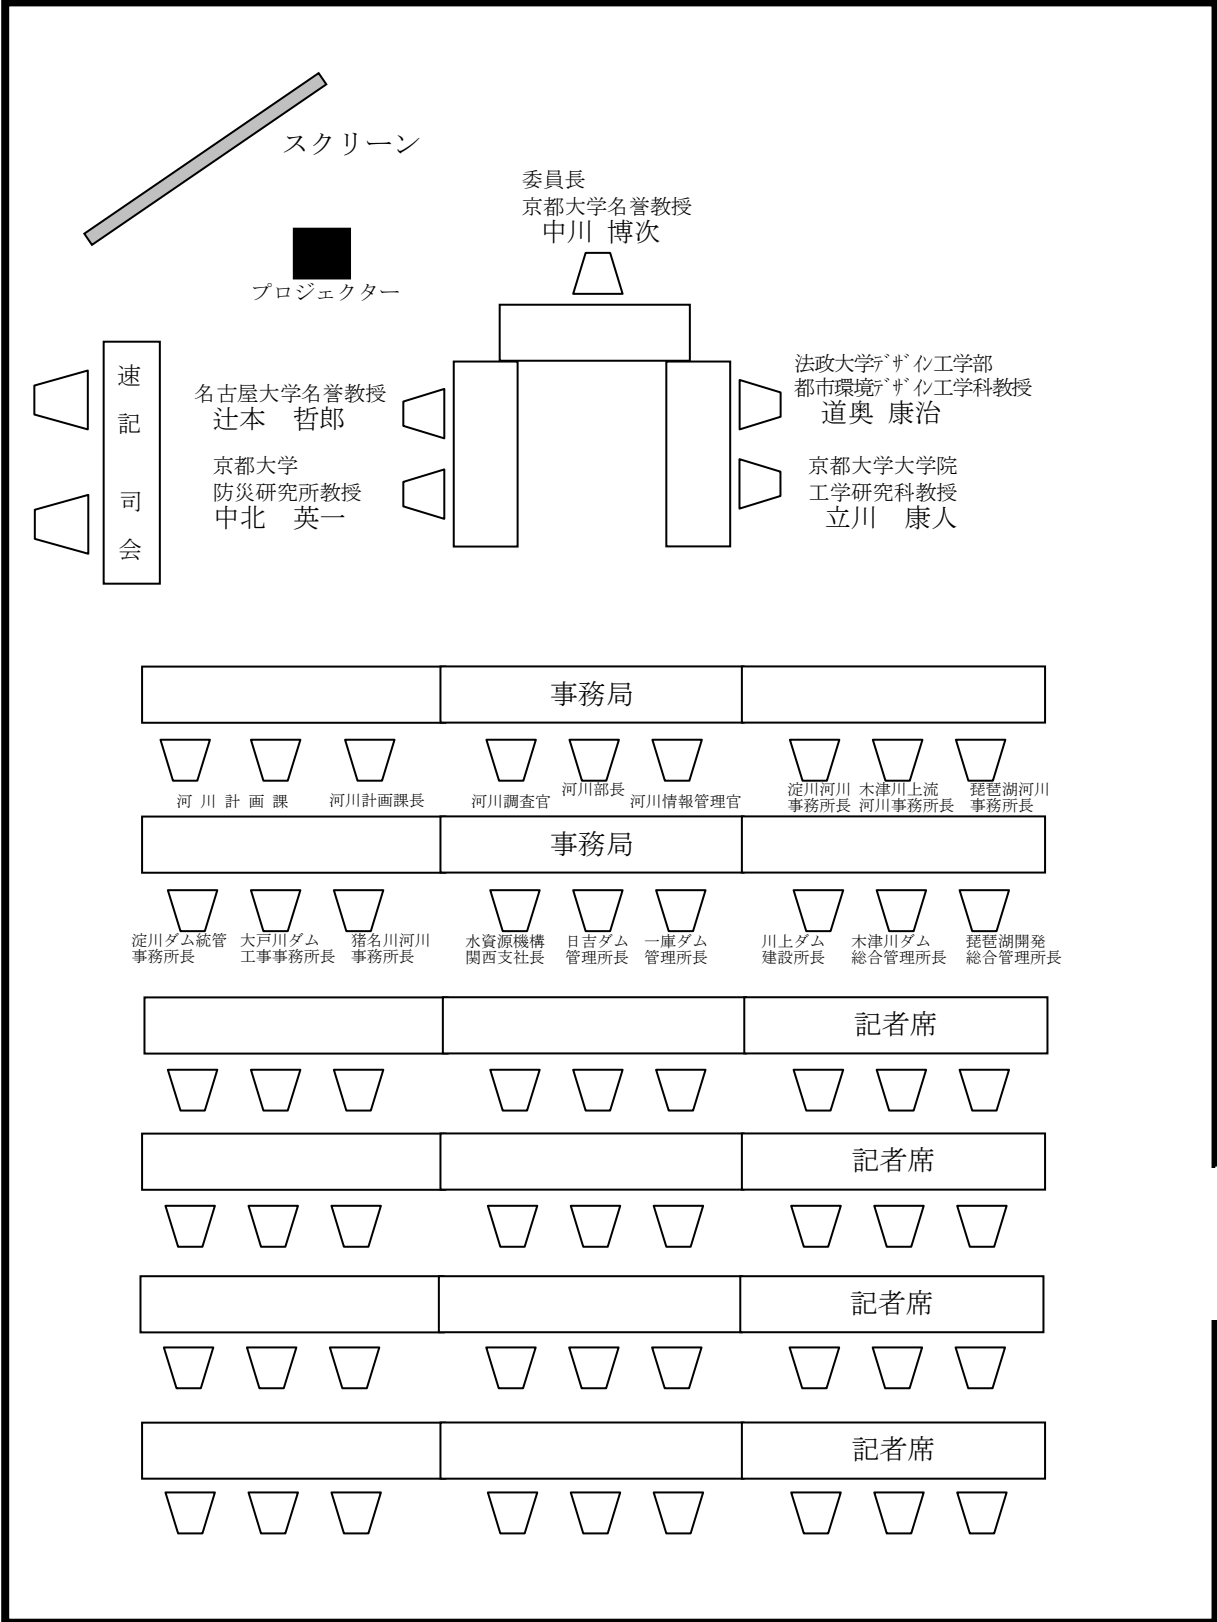 スクリーン
委員長
京都大学名誉教授
中川 博次
プロジェクター
速記
司会
名古屋大学名誉教授
辻本 哲郎
京都大学
防災研究所教授
中北 英一
法政大学ﾃﾞｻﾞｲﾝ工学部
都市環境ﾃﾞｻﾞｲﾝ工学科教授
道奥 康治
京都大学大学院
工学研究科教授
立川 康人
事務局
河川計画課
河川計画課長
河川調査官
河川部長
河川情報管理官
淀川河川
事務所長
木津川上流
河川事務所長
琵琶湖河川
事務所長
事務局
淀川ダム統管
事務所長
大戸川ダム
工事事務所長
猪名川河川
事務所長
水資源機構
関西支社長
日吉ダム
管理所長
一庫ダム
管理所長
川上ダム
建設所長
木津川ダム
総合管理所長
琵琶湖開発
総合管理所長
記者席
記者席
記者席
記者席